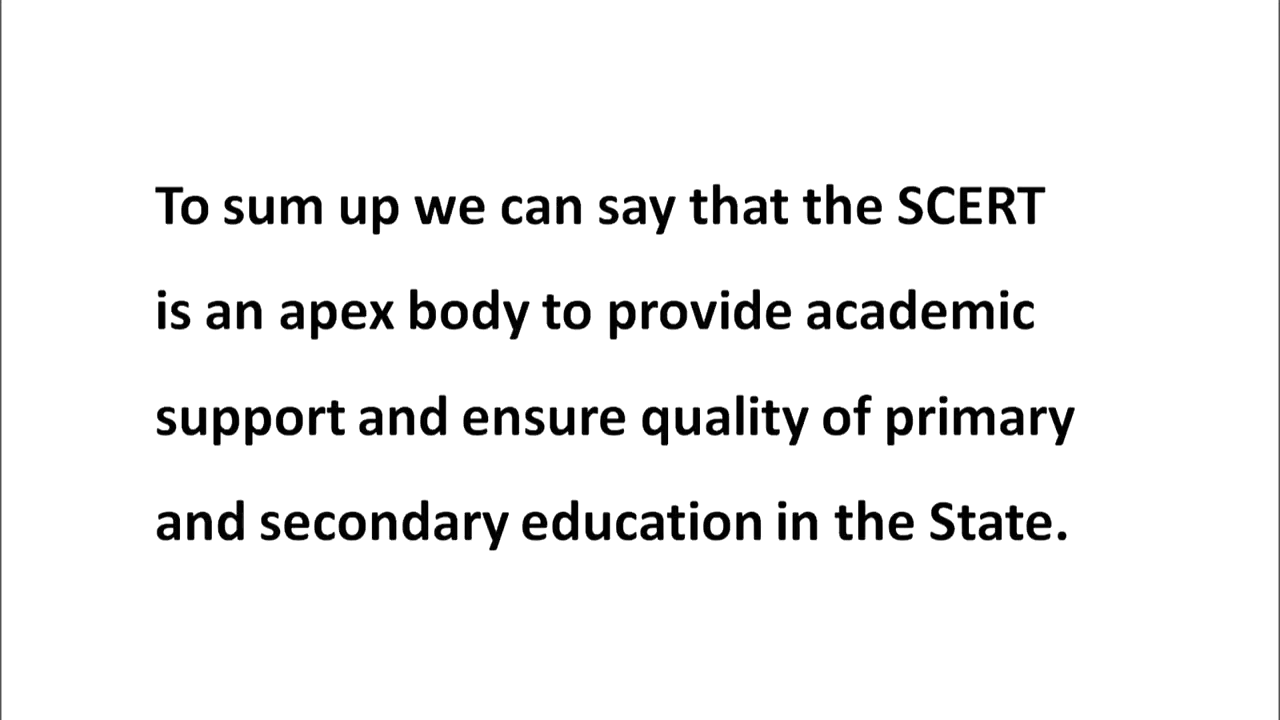 To sum up we can say that the SCERT
is an apex body to provide academic
support and ensure quality of primary
and secondary education in the State.